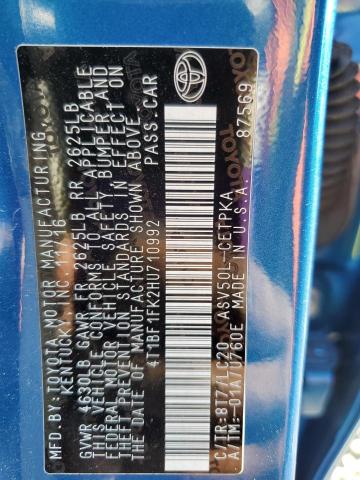 MFD.BY:TOYOTA MOTOR MANUFACTURING,
KENTUCKY,INC 11/16
GVWR 4630LB GAWR FR 2625LB RR 2625LB
THIS VEHICLE CONFORMS TO ALL APPLICABLE
FEDERAL MOTOR VEHICLE SAFETY, BUMPER,AND
THEFT PREVENTION STANDARDS IN EFFECT ON
THE DATE OF MANUFACTURE SHOWN ABOVE.
4T1BF1FK2HU710992 PASS CAR
C/TR:8T7/LC20 ASV50L-CETPKA
A/TM:-01A/U760E MADE IN U.S.A.
87569
TOYOTA